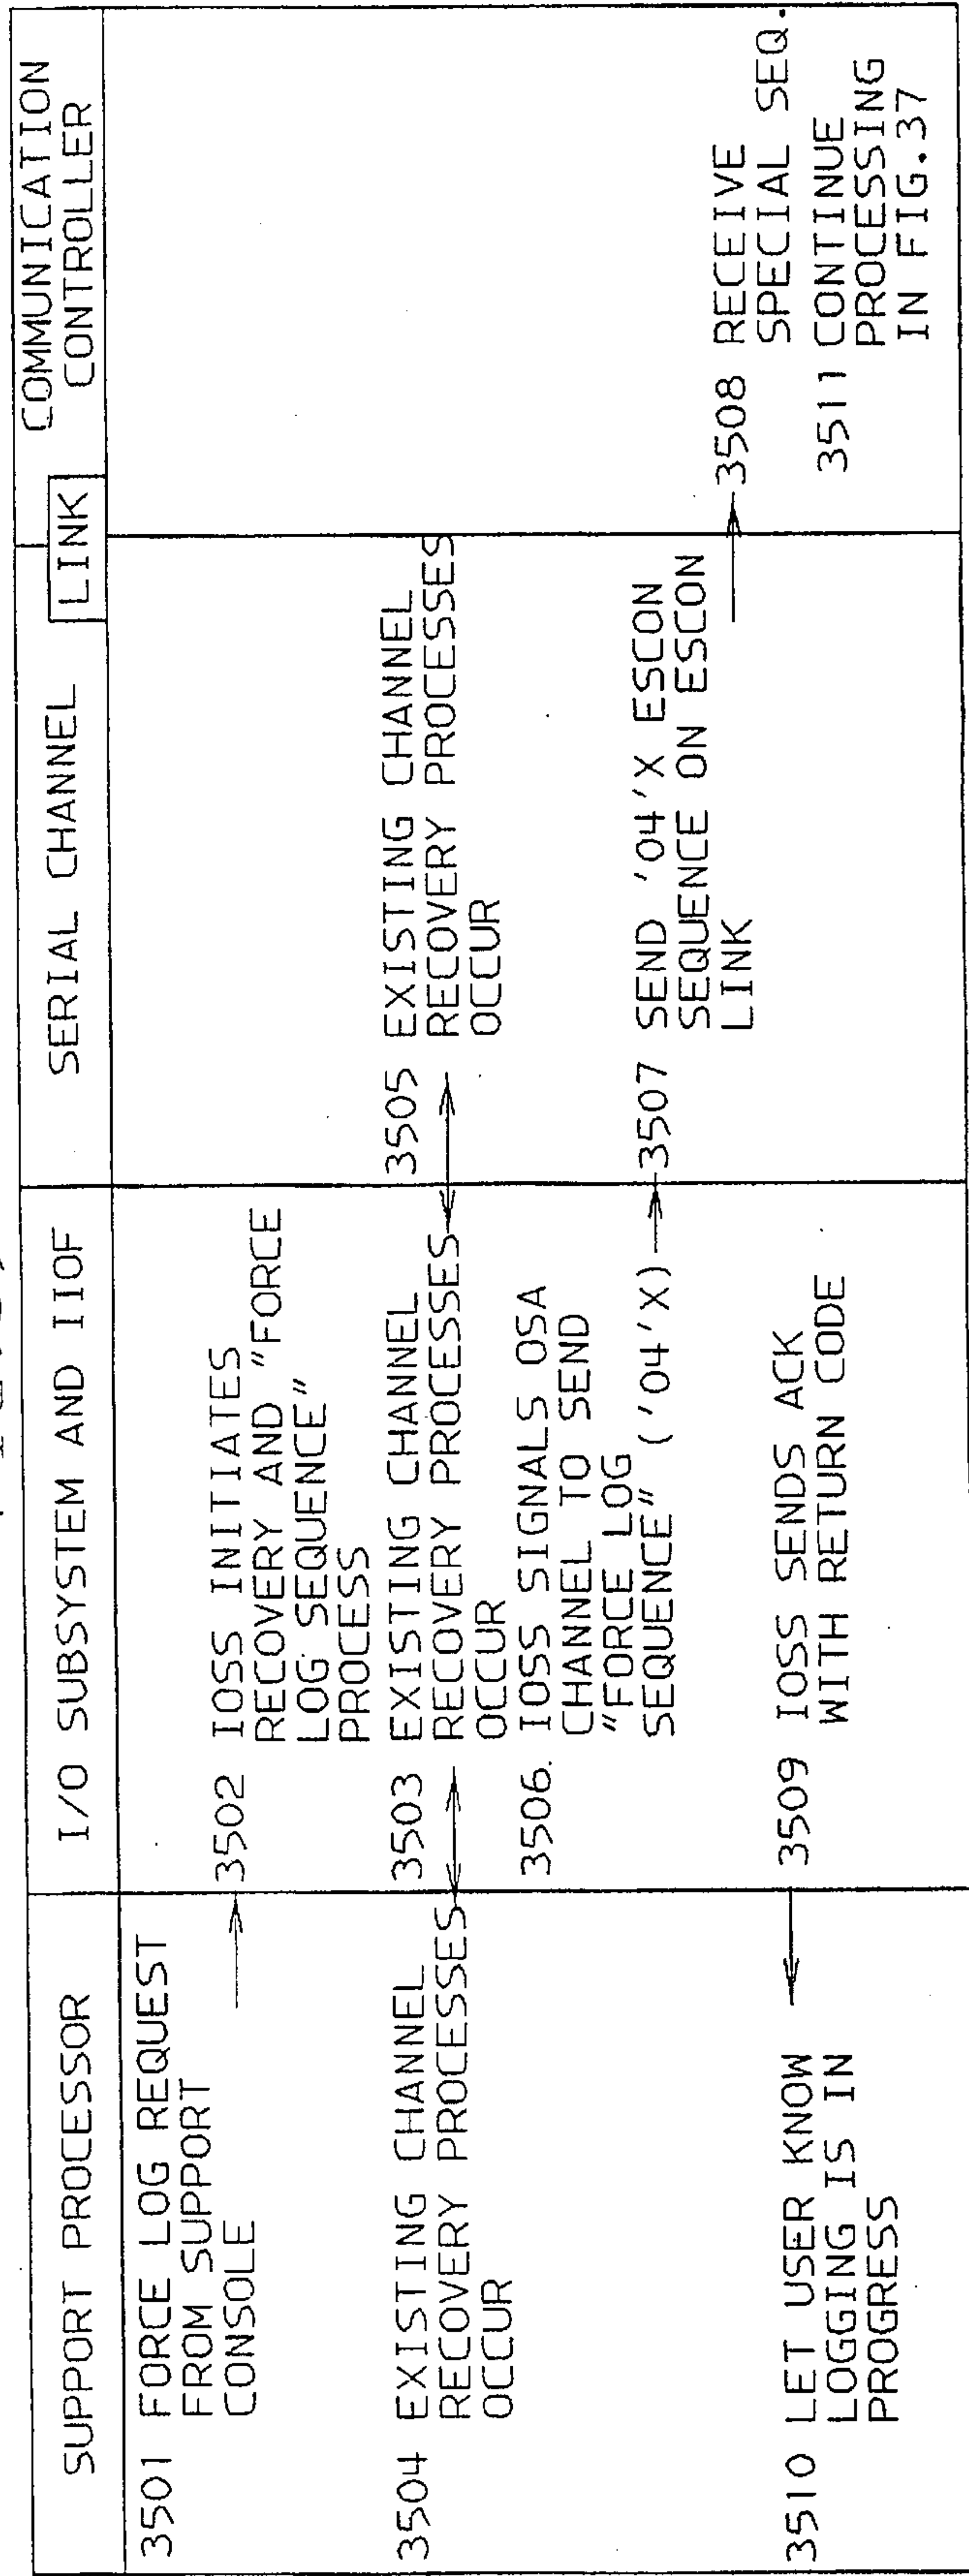 SUPPORT PROCESSOR
3501 FORCE LOG REQUEST
FROM SUPPORT
CONSOLE
3504 EXISTING CHANNEL
RECOVERY PROCESSES
OCCUR
3510 LET USER KNOW
LOGGING IS IN
PROGRESS
I/O SUBSYSTEM AND IIOF
3502 IOSS INITIATES
RECOVERY AND "FORCE
LOG SEQUENCE"
PROCESS
3503 EXISTING CHANNEL
RECOVERY PROCESSES
OCCUR
3506. IOSS SIGNALS OSA
CHANNEL TO SEND
"FORCE LOG
SEQUENCE" ('04'X)
3509 IOSS SENDS ACK
WITH RETURN CODE
SERIAL CHANNEL
3505 EXISTING CHANNEL
RECOVERY PROCESSES
OCCUR
3507 SEND '04'X ESCON
SEQUENCE ON ESCON
LINK
LINK
COMMUNICATION
CONTROLLER
3508 RECEIVE
SPECIAL SEQ.
3511 CONTINUE
PROCESSING
IN FIG.37